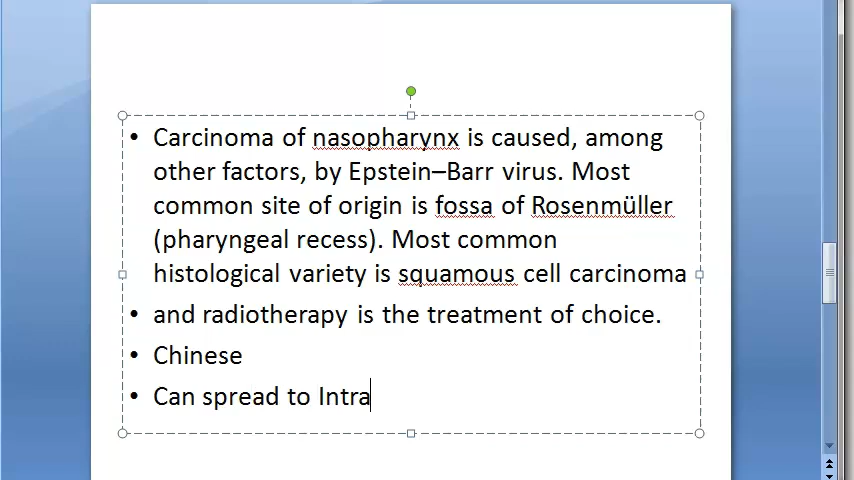 • Carcinoma of nasopharynx is caused, among
other factors, by Epstein–Barr virus. Most
common site of origin is fossa of Rosenmüller
(pharyngeal recess). Most common
histological variety is squamous cell carcinoma
• and radiotherapy is the treatment of choice.
• Chinese
• Can spread to Intra